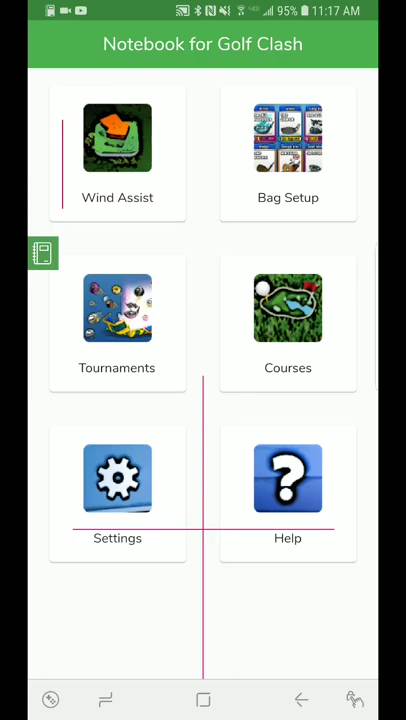 95% 11:17 AM
Notebook for Golf Clash
Wind Assist
Bag Setup
Tournaments
Courses
Settings
Help